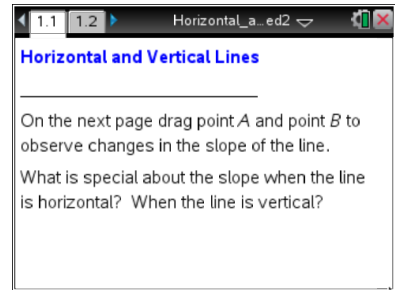 1.1 1.2 Horizontal_a...ed2
Horizontal and Vertical Lines
On the next page drag point A and point B to
observe changes in the slope of the line.
What is special about the slope when the line
is horizontal? When the line is vertical?